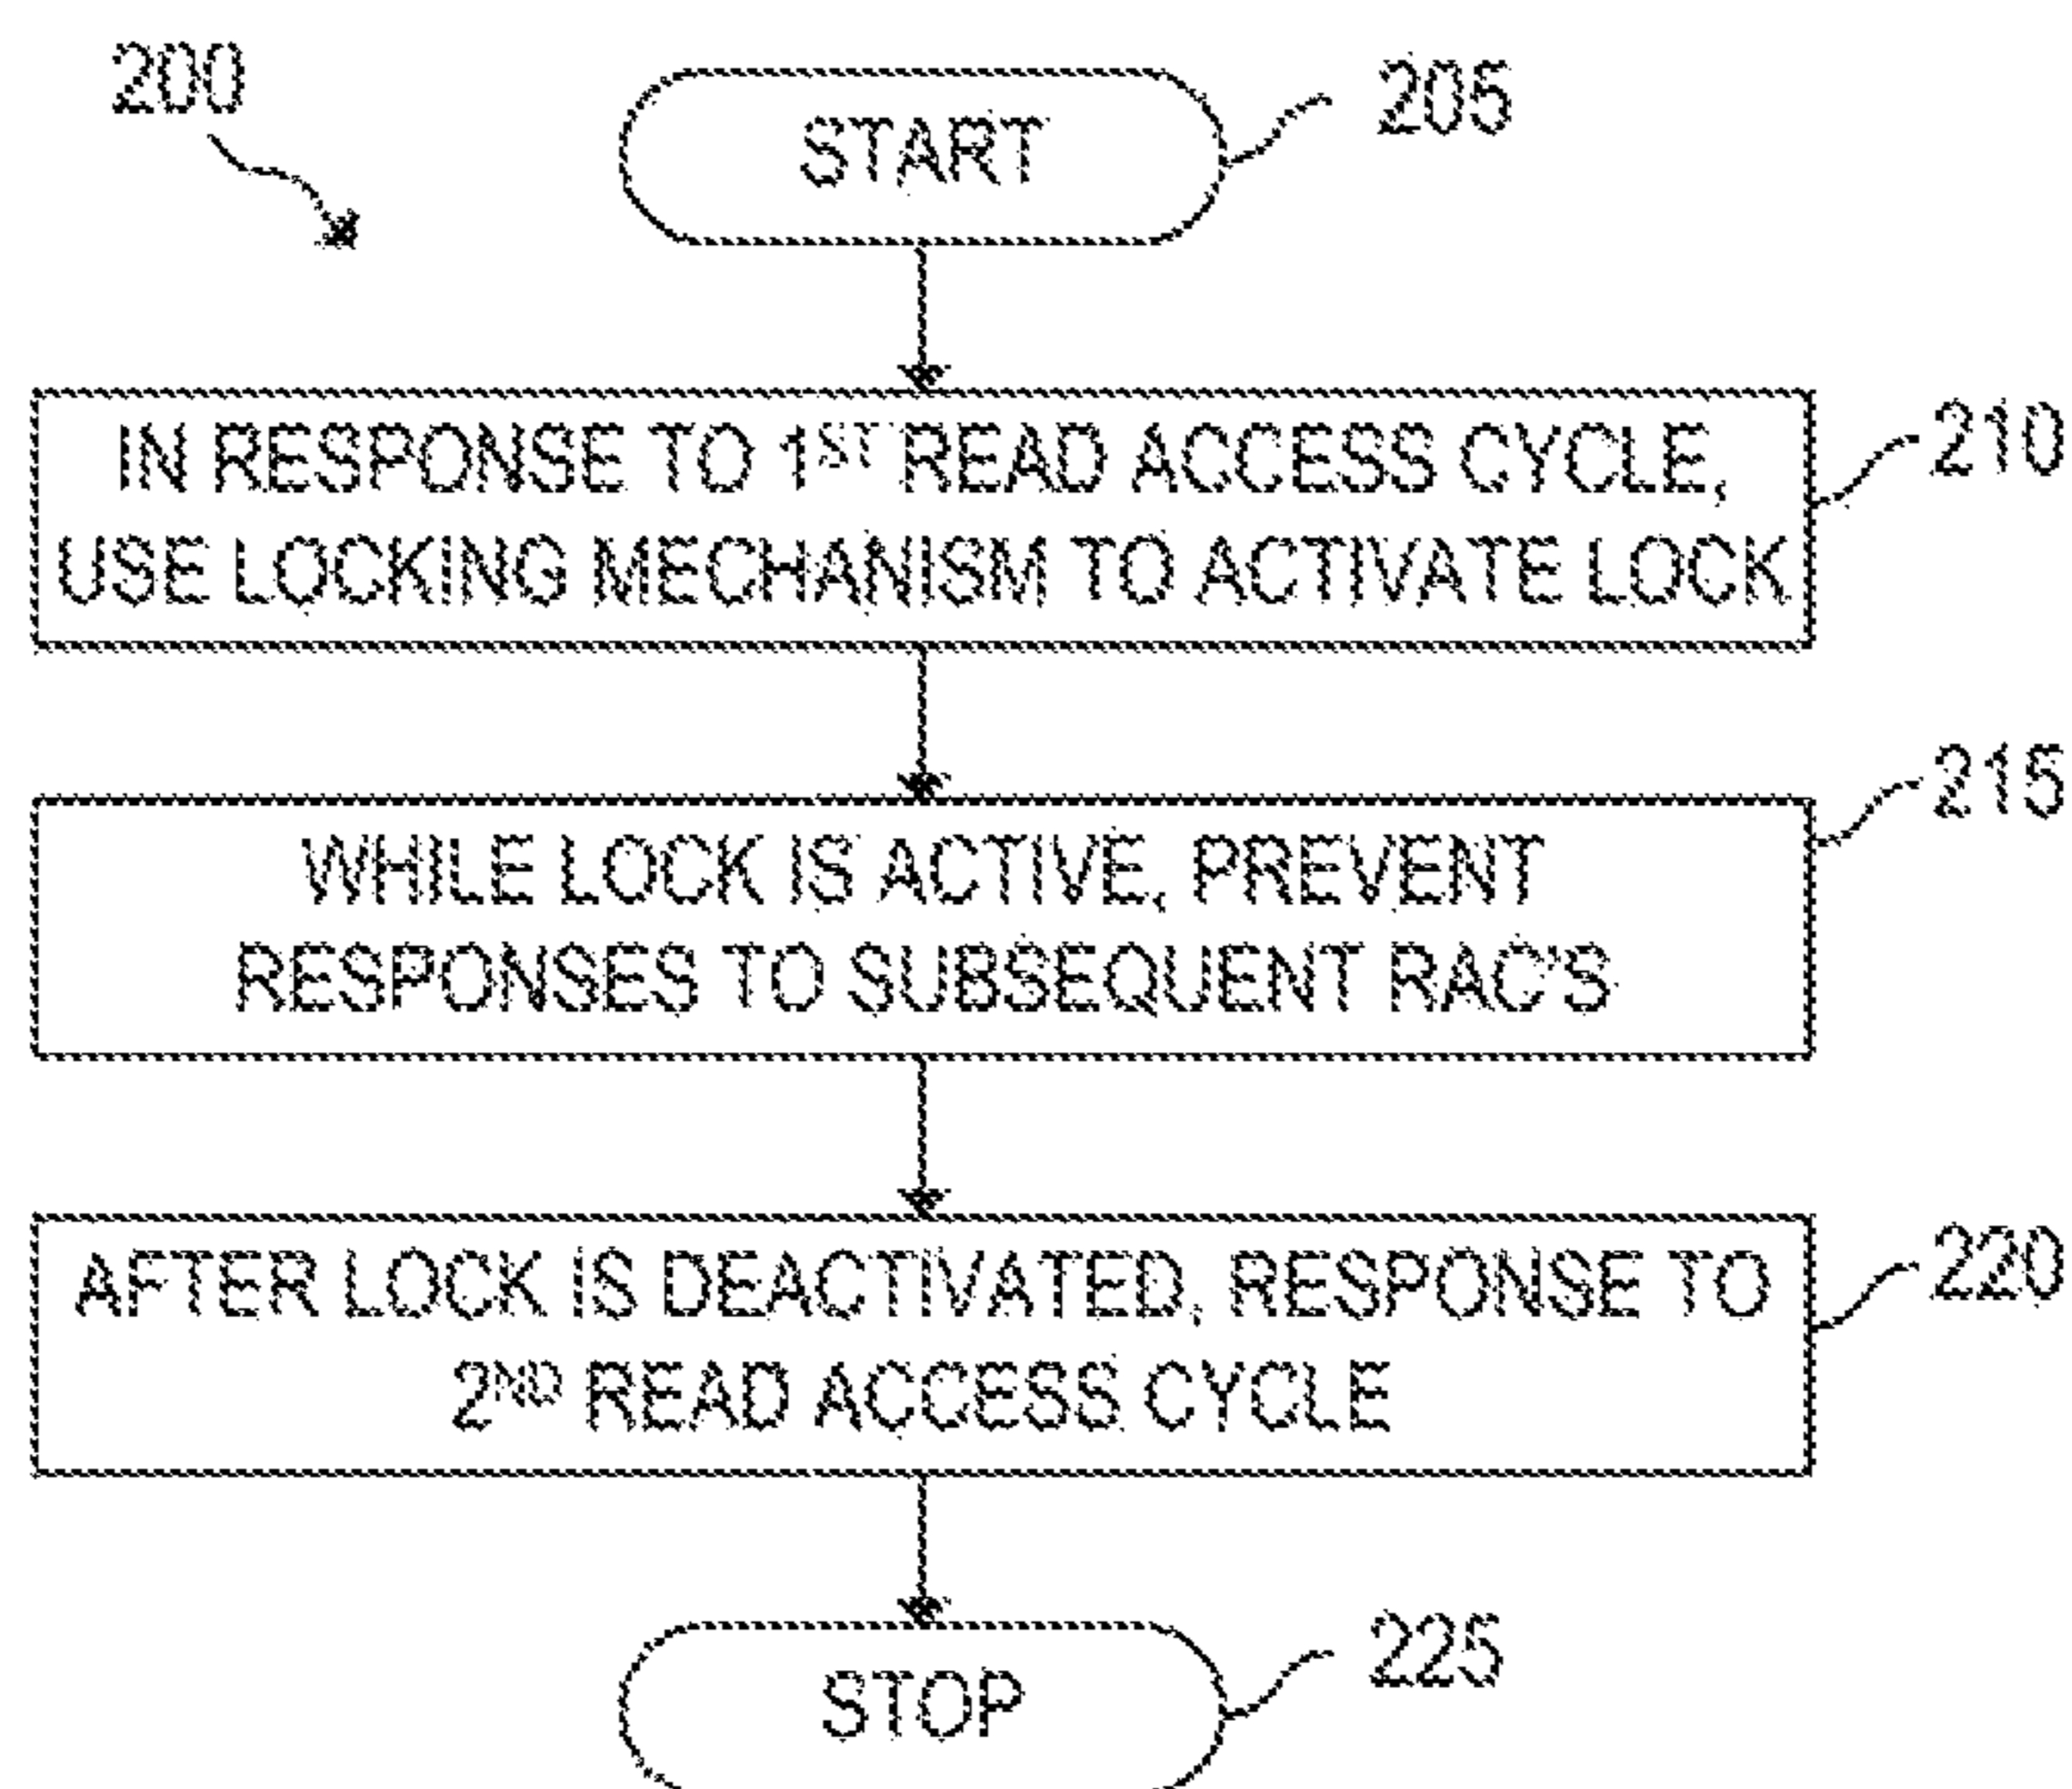 200
START
205
IN RESPONSE TO 1ST READ ACCESS CYCLE,
USE LOCKING MECHANISM TO ACTIVATE LOCK
210
WHILE LOCK IS ACTIVE, PREVENT
RESPONSES TO SUBSEQUENT RAC'S
215
AFTER LOCK IS DEACTIVATED, RESPONSE TO
2ND READ ACCESS CYCLE
220
STOP
225